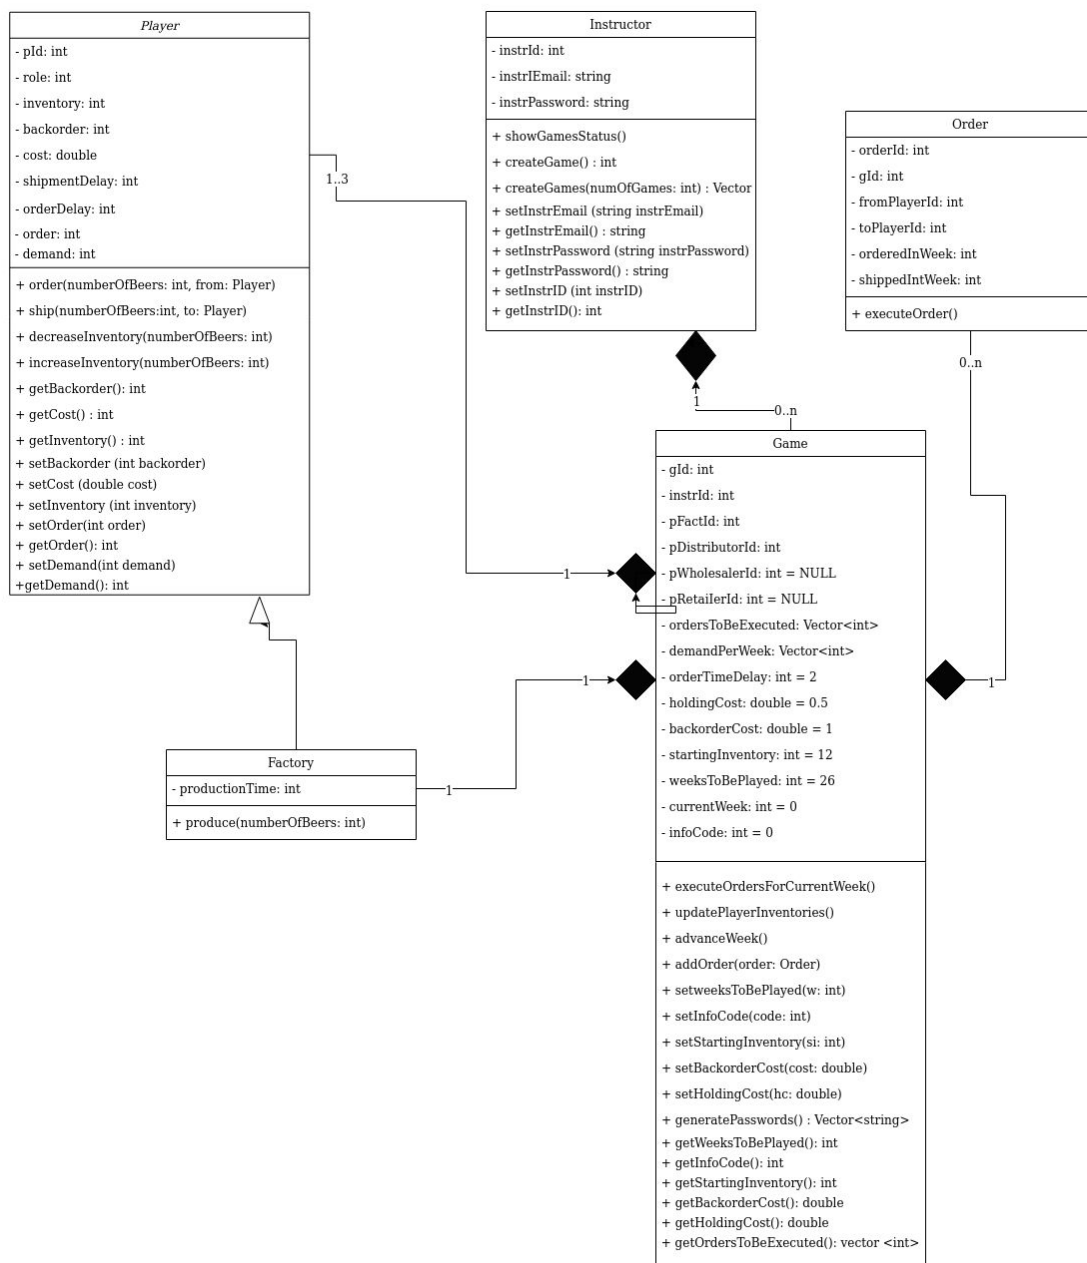 Player
- pId: int
- role: int
- inventory: int
- backorder: int
- cost: double
- shipmentDelay: int
- orderDelay: int
- order: int
- demand: int
+ order(numberOfBeers: int, from: Player)
+ ship(numberOfBeers:int, to: Player)
+ decreaseInventory(numberOfBeers: int)
+ increaseInventory(numberOfBeers: int)
+ getBackorder(): int
+ getCost() : int
+ getInventory() : int
+ setBackorder (int backorder)
+ setCost (double cost)
+ setInventory (int inventory)
+ setOrder(int order)
+ getOrder(): int
+ setDemand(int demand)
+getDemand(): int
1..3
1
Instructor
- instrId: int
- instrIEmail: string
- instrPassword: string
+ showGamesStatus()
+ createGame() : int
+ createGames(numOfGames: int) : Vector
+ setInstrEmail (string instrEmail)
+ getInstrEmail() : string
+ setInstrPassword (string instrPassword)
+ getInstrPassword() : string
+ setInstrID (int instrID)
+ getInstrID(): int
1
0..n
Order
- orderId: int
- gId: int
- fromPlayerId: int
- toPlayerId: int
- orderedInWeek: int
- shippedIntWeek: int
+ executeOrder()
0..n
1
Game
- gId: int
- instrId: int
- pFactId: int
- pDistributorId: int
- pWholesalerId: int = NULL
- pRetailerId: int = NULL
- ordersToBeExecuted: Vector<int>
- demandPerWeek: Vector<int>
- orderTimeDelay: int = 2
- holdingCost: double = 0.5
- backorderCost: double = 1
- startingInventory: int = 12
- weeksToBePlayed: int = 26
- currentWeek: int = 0
- infoCode: int = 0
+ executeOrdersForCurrentWeek()
+ updatePlayerInventories()
+ advanceWeek()
+ addOrder(order: Order)
+ setweeksToBePlayed(w: int)
+ setInfoCode(code: int)
+ setStartingInventory(si: int)
+ setBackorderCost(cost: double)
+ setHoldingCost(hc: double)
+ generatePasswords() : Vector<string>
+ getWeeksToBePlayed(): int
+ getInfoCode(): int
+ getStartingInventory(): int
+ getBackorderCost(): double
+ getHoldingCost(): double
+ getOrdersToBeExecuted(): vector <int>
Factory
- productionTime: int
+ produce(numberOfBeers: int)
1
1